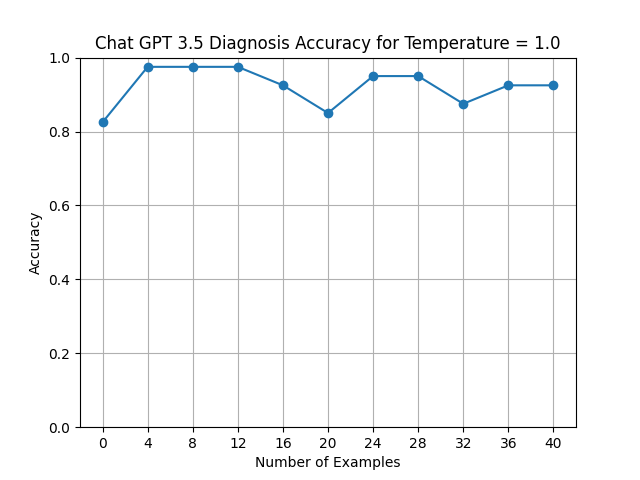 Chat GPT 3.5 Diagnosis Accuracy for Temperature = 1.0
1.0
0.8
0.6
0.4
0.2
0.0
Accuracy
0 4 8 12 16 20 24 28 32 36 40
Number of Examples